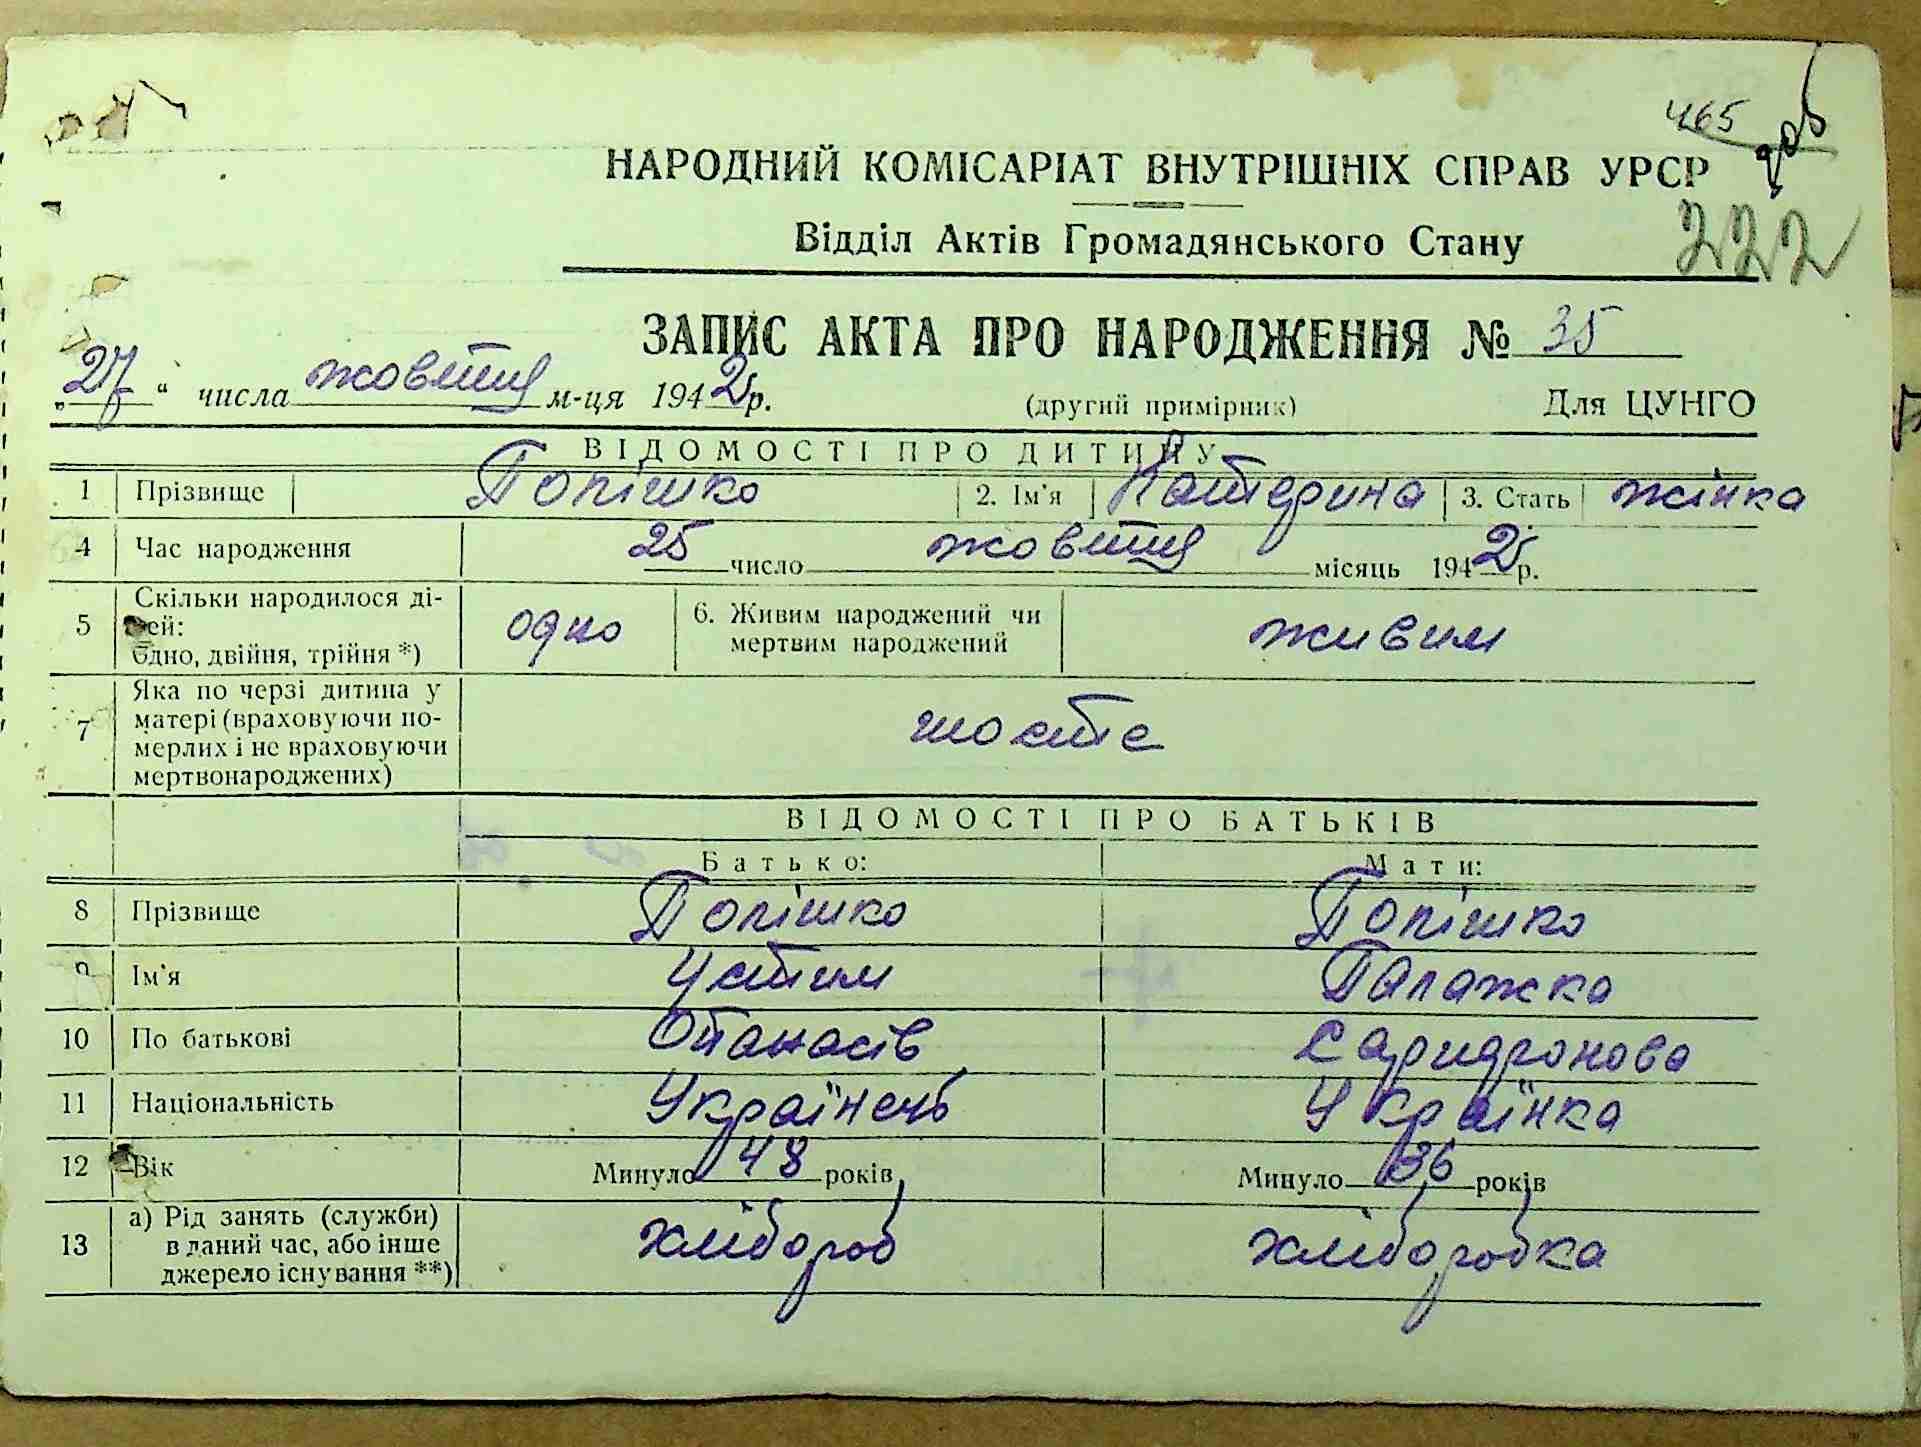 465
НАРОДНИЙ КОМІСАРІАТ ВНУТРІШНІХ СПРАВ УРСР
Відділ Актів Громадянського Стану
222
ЗАПИС АКТА ПРО НАРОДЖЕННЯ № 35
„27“ числа жовтня м-ця 1942 р. (другий примірник) Для ЦУНГО
ВІДОМОСТІ ПРО ДИТИНУ
1 Прізвище Попішко 2. Ім'я Катерина 3. Стать жінка
4 Час народження 25 число жовтня місяць 1942 р.
5 Скільки народилося дітей: одно, двійня, трійня *) одно 6. Живим народжений чи мертвим народжений живим
7 Яка по черзі дитина у матері (враховуючи померлих і не враховуючи мертвонароджених) шосте
ВІДОМОСТІ ПРО БАТЬКІВ
Батько: Мати:
8 Прізвище Попішко Попішко
9 Ім'я Устим Палажка
10 По батькові Опанасів
11 Національність Українець Українка
12 Вік Минуло 48 років Минуло 36 років
13 а) Рід занять (служби) в даний час, або інше джерело існування **) хлібороб хлібородка